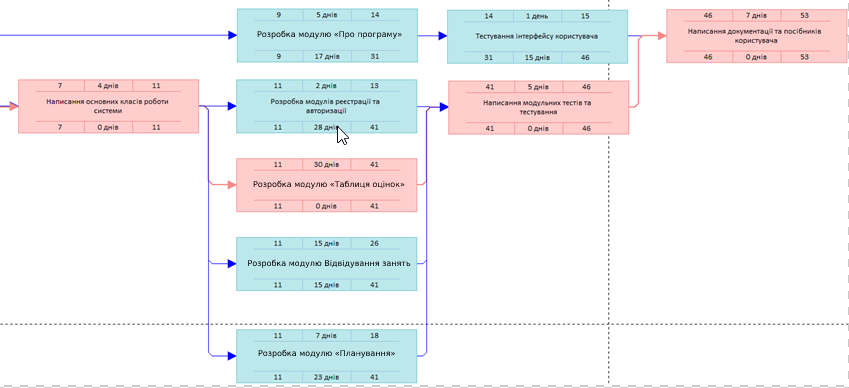 9 5 днів 14
Розробка модулю «Про програму»
9 17 днів 31
14 1 день 15
Тестування інтерфейсу користувача
31 15 днів 46
46 7 днів 53
Написання документації та посібників
користувача
46 0 днів 53
7 4 днів 11
Написання основних класів роботи
системи
7 0 днів 11
11 2 днів 13
Розробка модулів реєстрації та
авторизації
11 28 днів 41
41 5 днів 46
Написання модульних тестів та
тестування
41 0 днів 46
11 30 днів 41
Розробка модулю «Таблиця оцінок»
11 0 днів 41
11 15 днів 26
Розробка модулю Відвідування занять
11 15 днів 41
11 7 днів 18
Розробка модулю «Планування»
11 23 днів 41